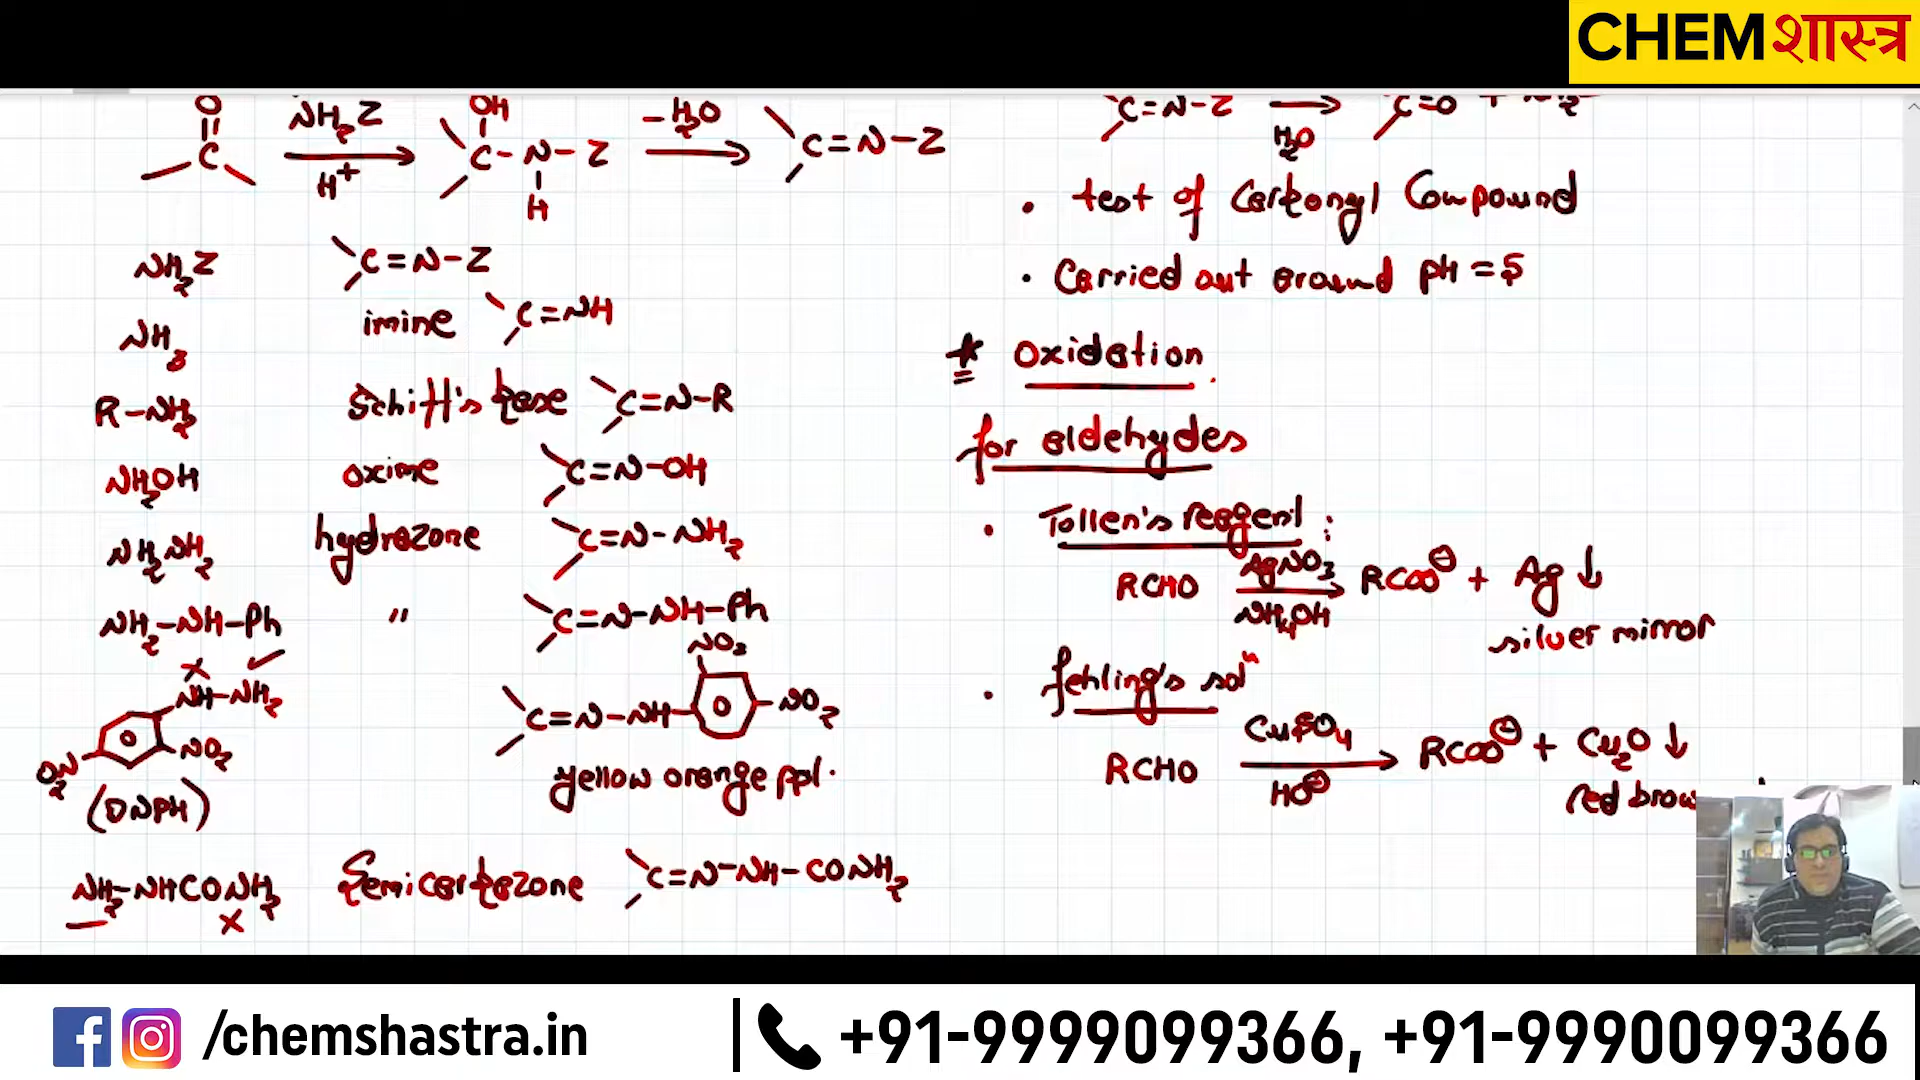 CHEMशास्त्र
O
C NH₂Z H⁺ → OH C-N-Z H -H₂O → C=N-Z
NH₂Z C=N-Z
NH₃ imine C=NH
R-NH₂ Schiff's base C=N-R
NH₂OH oxime C=N-OH
NH₂NH₂ hydrazone C=N-NH₂
NH₂-NH-Ph " C=N-NH-Ph
x ✓
NH-NH₂ NO₂ O₂N C=N-NH NO₂ NO₂
(DNPH) yellow orange ppt.
NH₂-NHCONH₂ Semicarbazone C=N-NH-CONH₂
x
C=N-Z → H₂O C=O +
• test of Carbonyl Compound
• Carried out around pH = 5
* Oxidation
for aldehydes
• Tollen's reagent :
RCHO AgNO₃ → NH₄OH RCOO⊖ + Ag ↓
silver mirror
• fehling's solⁿ
RCHO CuSO₄ → HO⊖ RCOO⊖ + Cu₂O ↓
red brow
/chemshastra.in
+91-9999099366, +91-9990099366